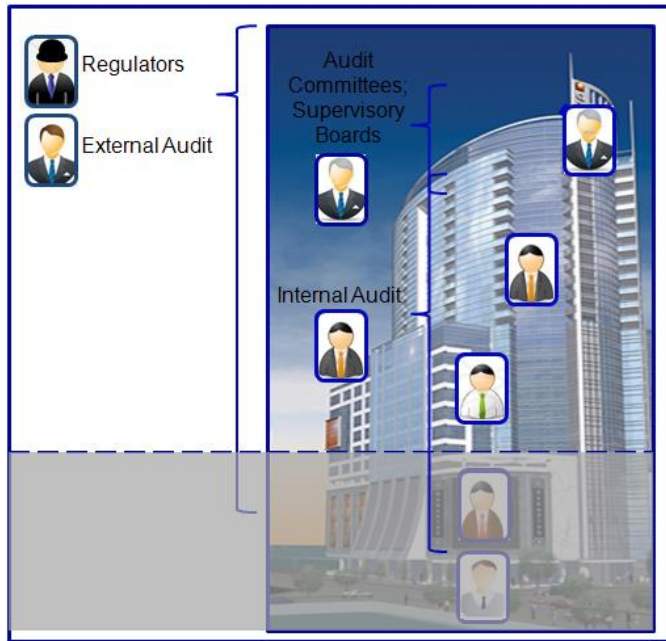 Regulators
External Audit
Audit
Committees;
Supervisory
Boards
Internal Audit